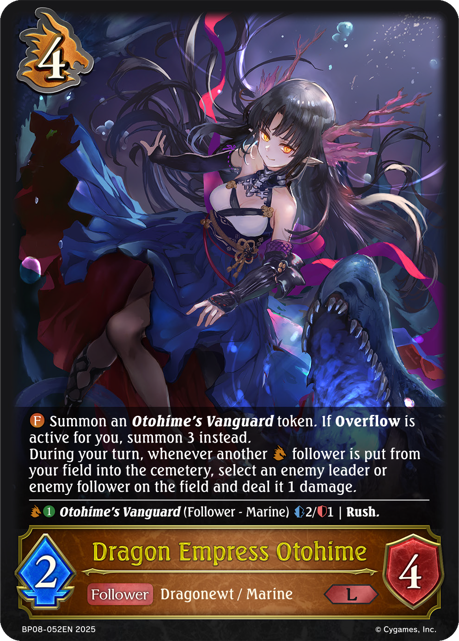 4
F Summon an Otohime's Vanguard token. If Overflow is
active for you, summon 3 instead.
During your turn, whenever another follower is put from
your field into the cemetery, select an enemy leader or
enemy follower on the field and deal it 1 damage.
1 Otohime's Vanguard (Follower - Marine) 2/1 | Rush.
Dragon Empress Otohime
2
Follower Dragonewt / Marine L
4
BP08-052EN 2025 © Cygames, Inc.